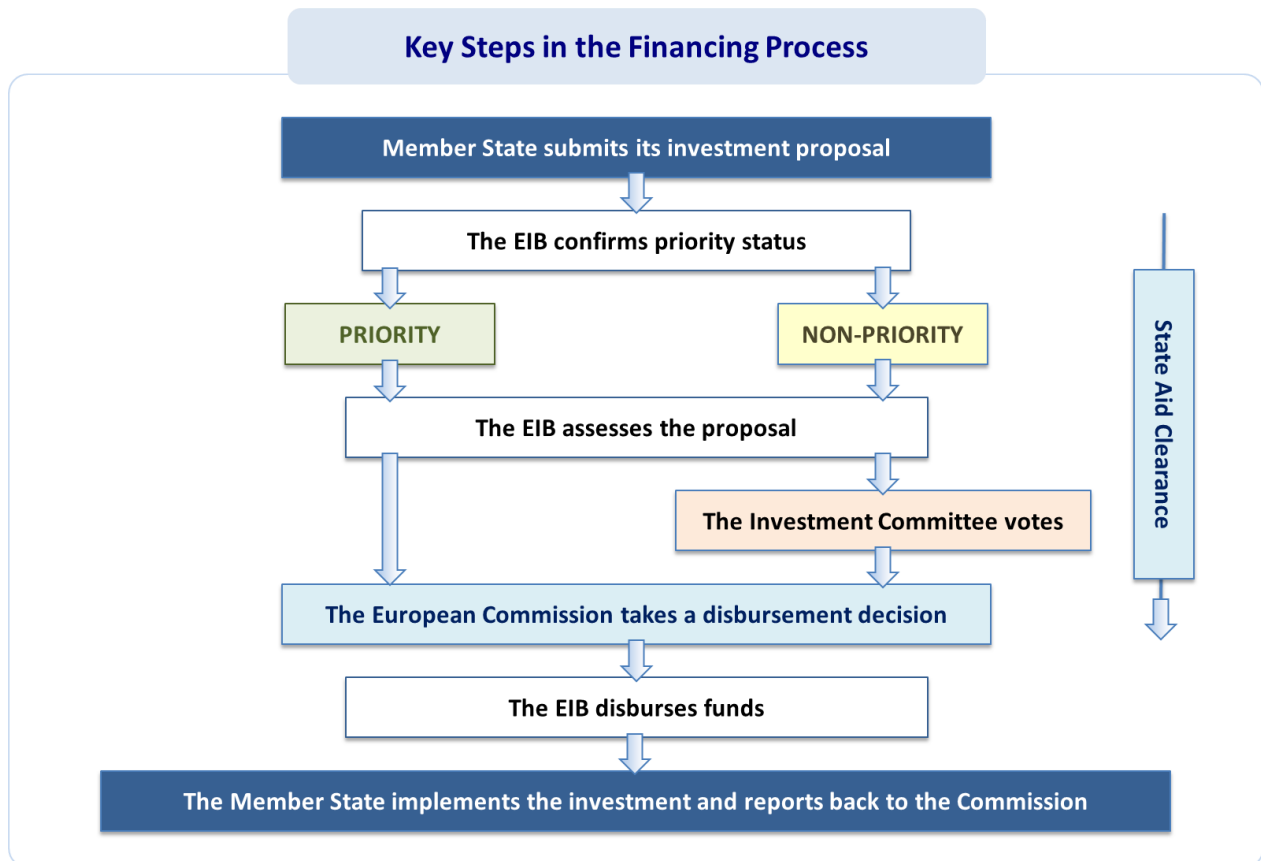 Key Steps in the Financing Process
Member State submits its investment proposal
The EIB confirms priority status
PRIORITY
NON-PRIORITY
The EIB assesses the proposal
The Investment Committee votes
The European Commission takes a disbursement decision
The EIB disburses funds
The Member State implements the investment and reports back to the Commission
State Aid Clearance